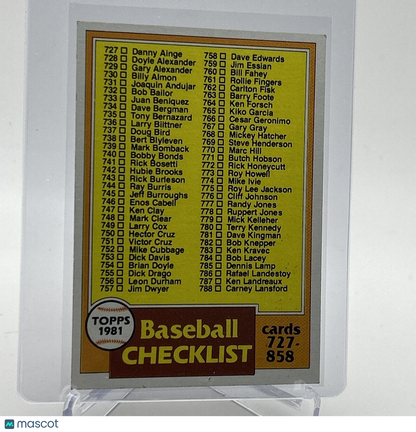 727 Danny Ainge
728 Doyle Alexander
729 Gary Alexander
730 Billy Almon
731 Joaquin Andujar
732 Bob Bailor
733 Juan Beniquez
734 Dave Bergman
735 Tony Bernazard
736 Larry Biittner
737 Doug Bird
738 Bert Blyleven
739 Mark Bomback
740 Bobby Bonds
741 Rick Bosetti
742 Hubie Brooks
743 Rick Burleson
744 Ray Burris
745 Jeff Burroughs
746 Enos Cabell
747 Ken Clay
748 Mark Clear
749 Larry Cox
750 Hector Cruz
751 Victor Cruz
752 Mike Cubbage
753 Dick Davis
754 Brian Doyle
755 Dick Drago
756 Leon Durham
757 Jim Dwyer
758 Dave Edwards
759 Jim Essian
760 Bill Fahey
761 Rollie Fingers
762 Carlton Fisk
763 Barry Foote
764 Ken Forsch
765 Kiko Garcia
766 Cesar Geronimo
767 Gary Gray
768 Mickey Hatcher
769 Steve Henderson
770 Marc Hill
771 Butch Hobson
772 Rick Honeycutt
773 Roy Howell
774 Mike Ivie
775 Roy Lee Jackson
776 Cliff Johnson
777 Randy Jones
778 Ruppert Jones
779 Mick Kelleher
780 Terry Kennedy
781 Dave Kingman
782 Bob Knepper
783 Ken Kravec
784 Bob Lacey
785 Dennis Lamp
786 Rafael Landestoy
787 Ken Landreaux
788 Carney Lansford
TOPPS
1981
Baseball
CHECKLIST
cards
727-
858
mascot